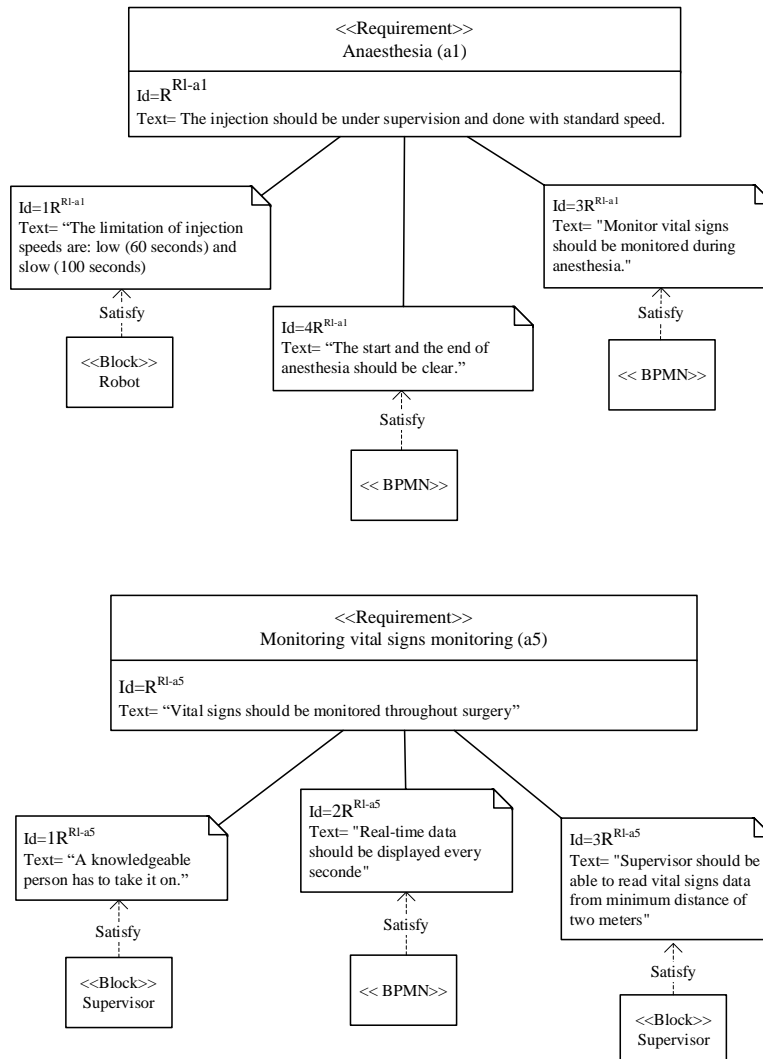 <<Requirement>>
Anaesthesia (a1)
Id=R^Rl-a1
Text= The injection should be under supervision and done with standard speed.
Id=1R^Rl-a1
Text= “The limitation of injection
speeds are: low (60 seconds) and
slow (100 seconds)
Satisfy
<<Block>>
Robot
Id=4R^Rl-a1
Text= “The start and the end of
anesthesia should be clear.”
Satisfy
<< BPMN>>
Id=3R^Rl-a1
Text= "Monitor vital signs
should be monitored during
anesthesia."
Satisfy
<< BPMN>>
<<Requirement>>
Monitoring vital signs monitoring (a5)
Id=R^Rl-a5
Text= “Vital signs should be monitored throughout surgery”
Id=1R^Rl-a5
Text= “A knowledgeable
person has to take it on.”
Satisfy
<<Block>>
Supervisor
Id=2R^Rl-a5
Text= "Real-time data
should be displayed every
seconde"
Satisfy
<< BPMN>>
Id=3R^Rl-a5
Text= "Supervisor should be
able to read vital signs data
from minimum distance of
two meters"
Satisfy
<<Block>>
Supervisor